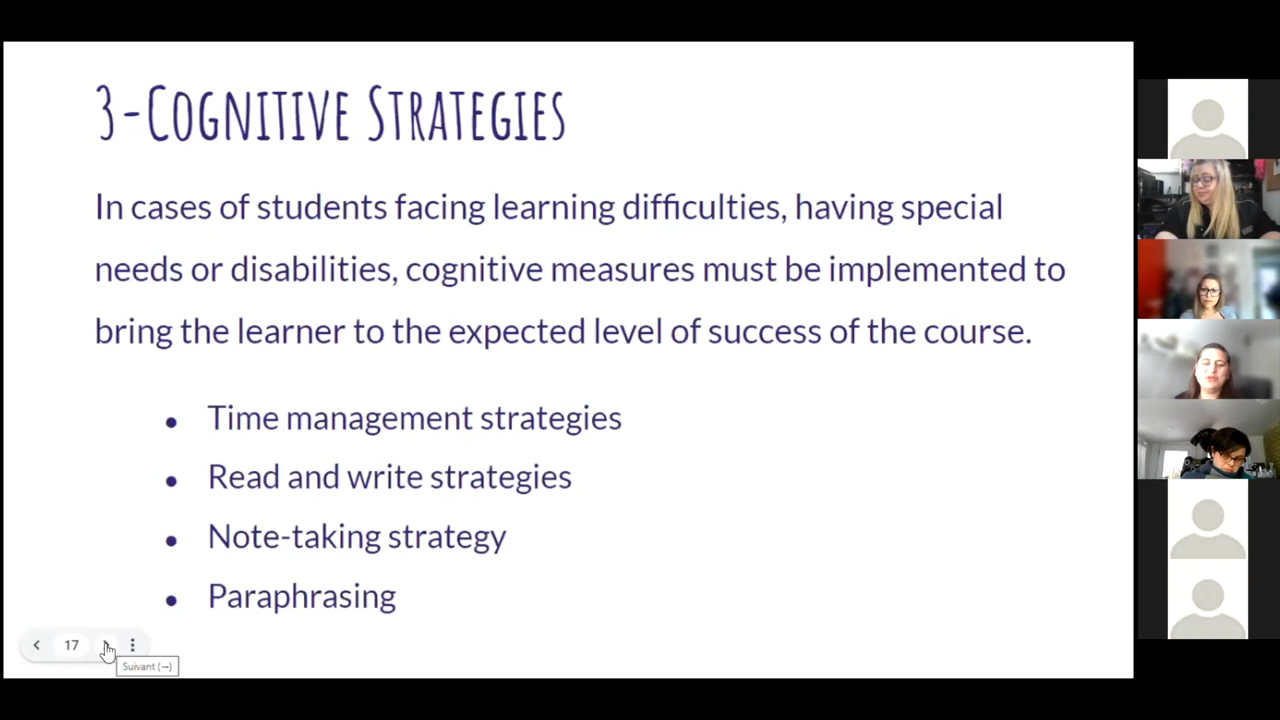 3-Cognitive Strategies
In cases of students facing learning difficulties, having special
needs or disabilities, cognitive measures must be implemented to
bring the learner to the expected level of success of the course.
● Time management strategies
● Read and write strategies
● Note-taking strategy
● Paraphrasing
17
Suivant (→)